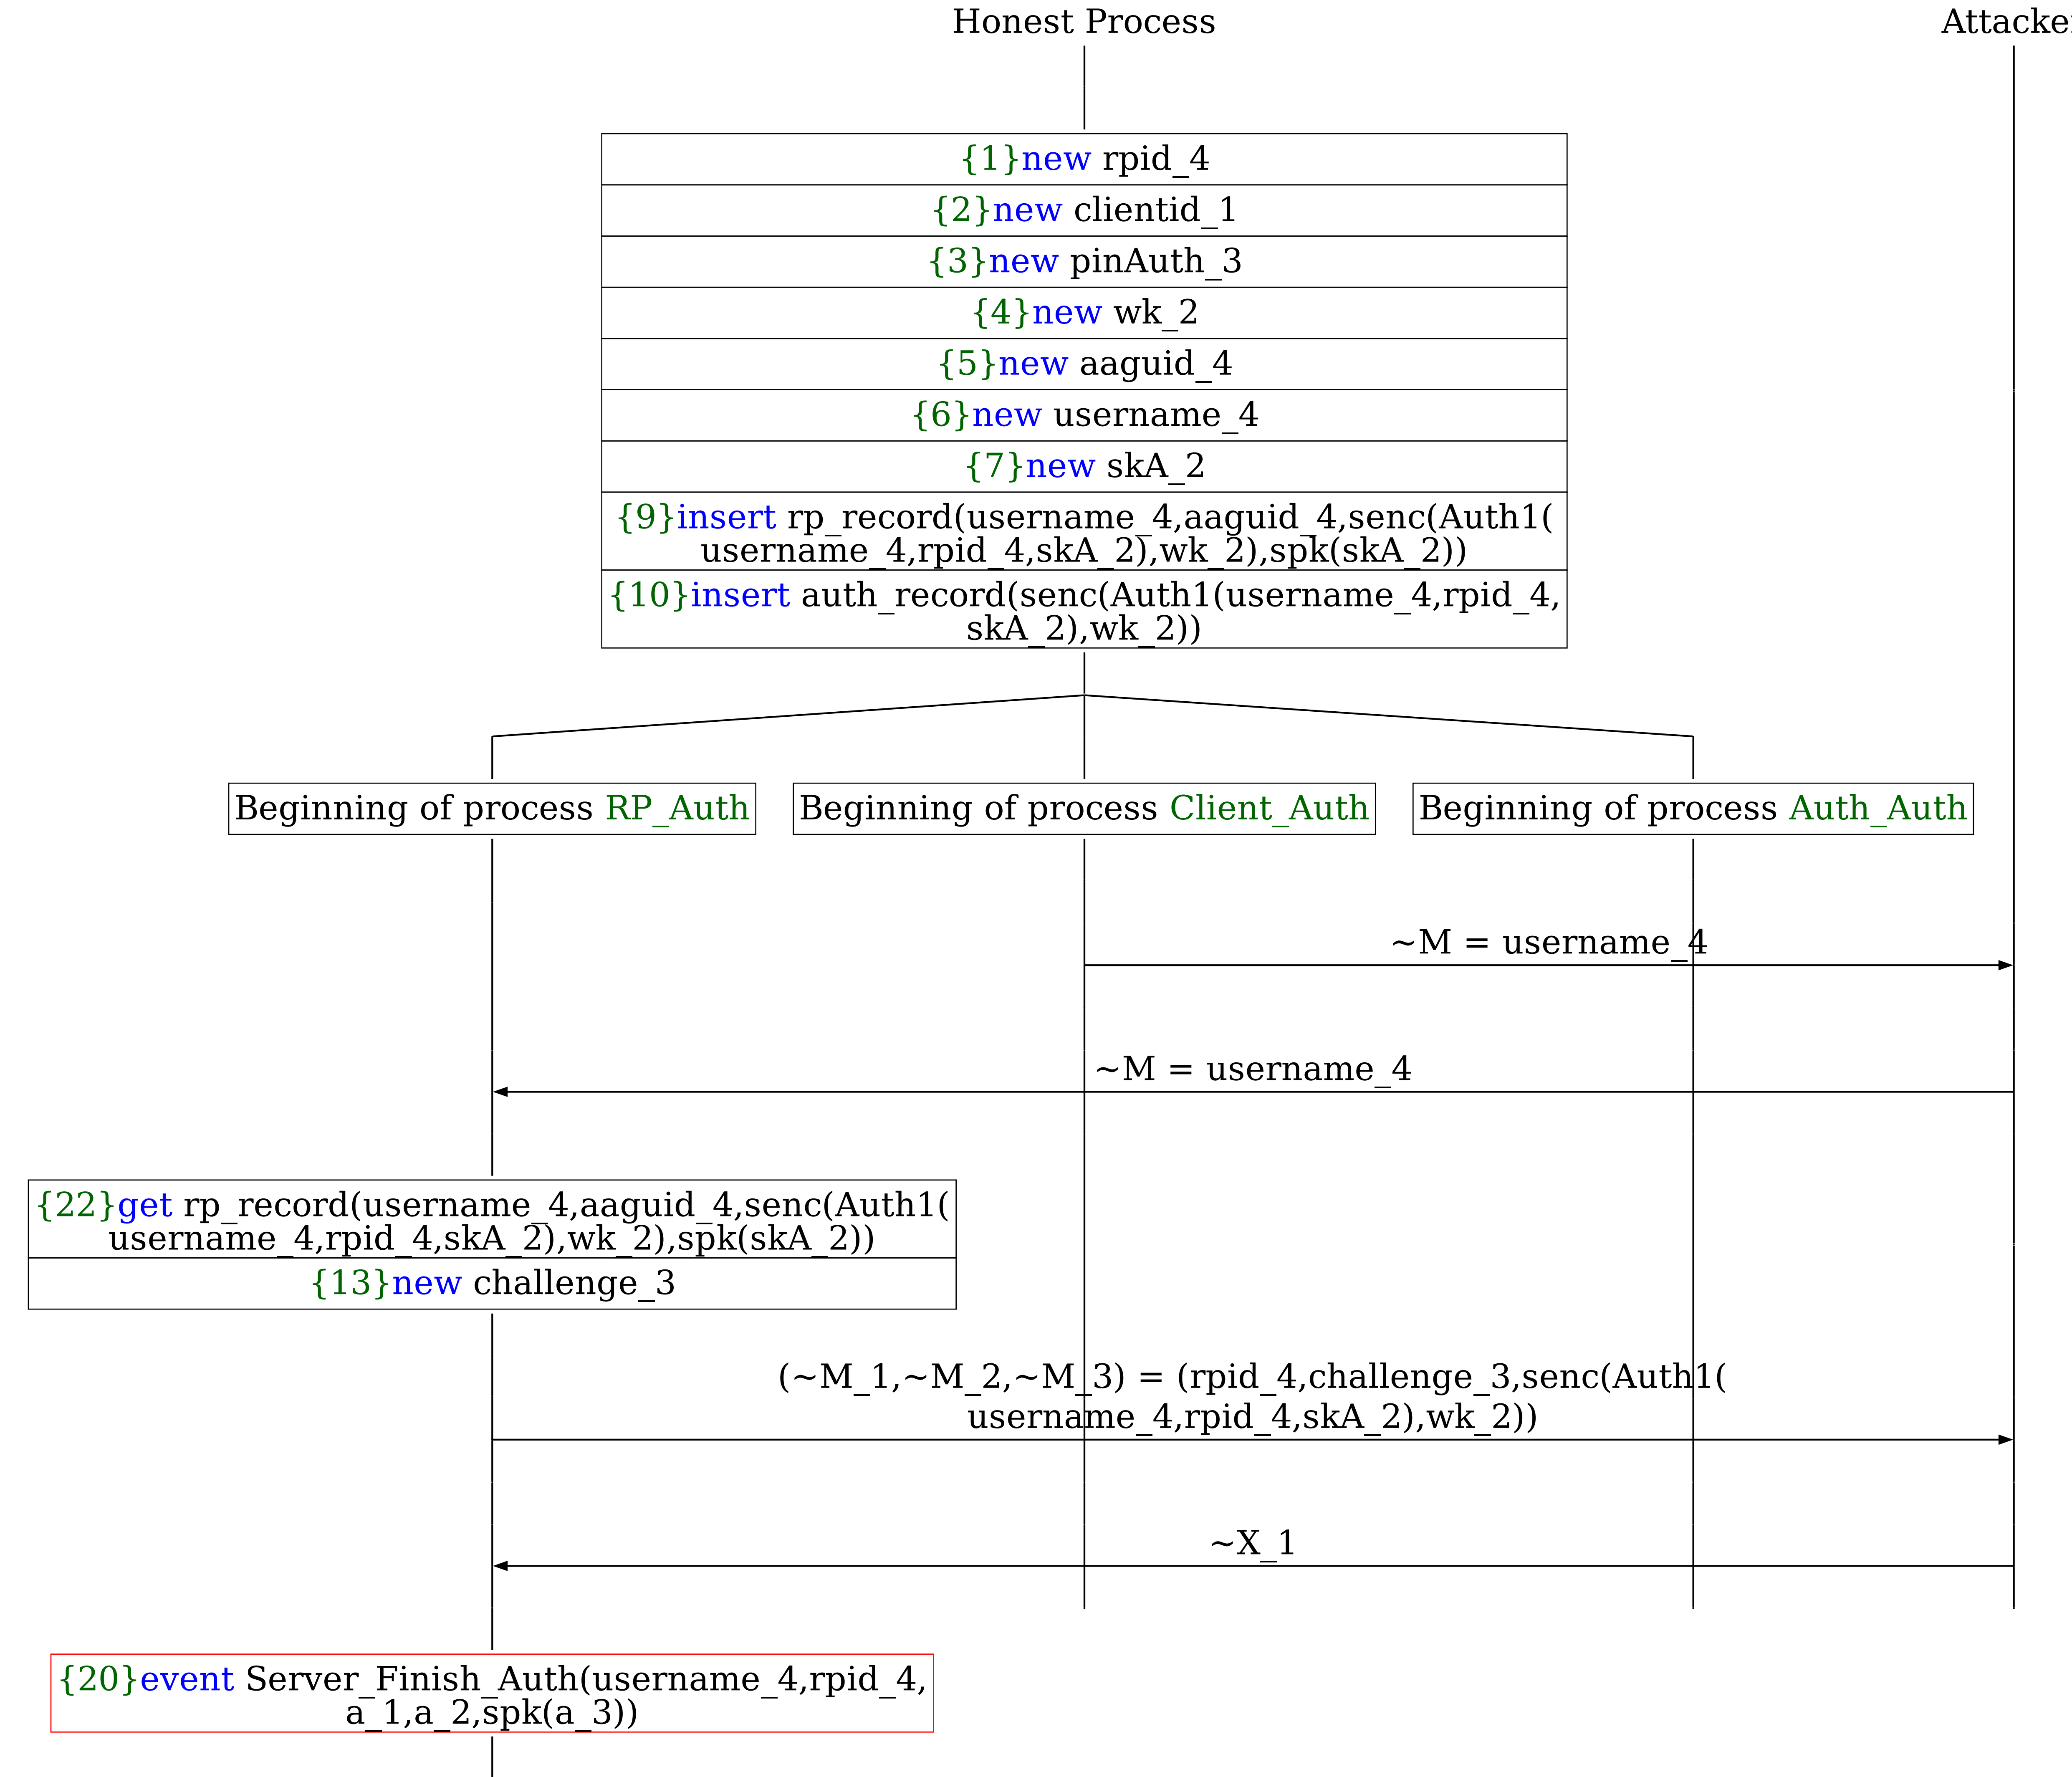 Honest Process
Attacke
{1}new rpid_4
{2}new clientid_1
{3}new pinAuth_3
{4}new wk_2
{5}new aaguid_4
{6}new username_4
{7}new skA_2
{9}insert rp_record(username_4,aaguid_4,senc(Auth1(
username_4,rpid_4,skA_2),wk_2),spk(skA_2))
{10}insert auth_record(senc(Auth1(username_4,rpid_4,
skA_2),wk_2))
Beginning of process RP_Auth
Beginning of process Client_Auth
Beginning of process Auth_Auth
~M = username_4
~M = username_4
{22}get rp_record(username_4,aaguid_4,senc(Auth1(
username_4,rpid_4,skA_2),wk_2),spk(skA_2))
{13}new challenge_3
(~M_1,~M_2,~M_3) = (rpid_4,challenge_3,senc(Auth1(
username_4,rpid_4,skA_2),wk_2))
~X_1
{20}event Server_Finish_Auth(username_4,rpid_4,
a_1,a_2,spk(a_3))